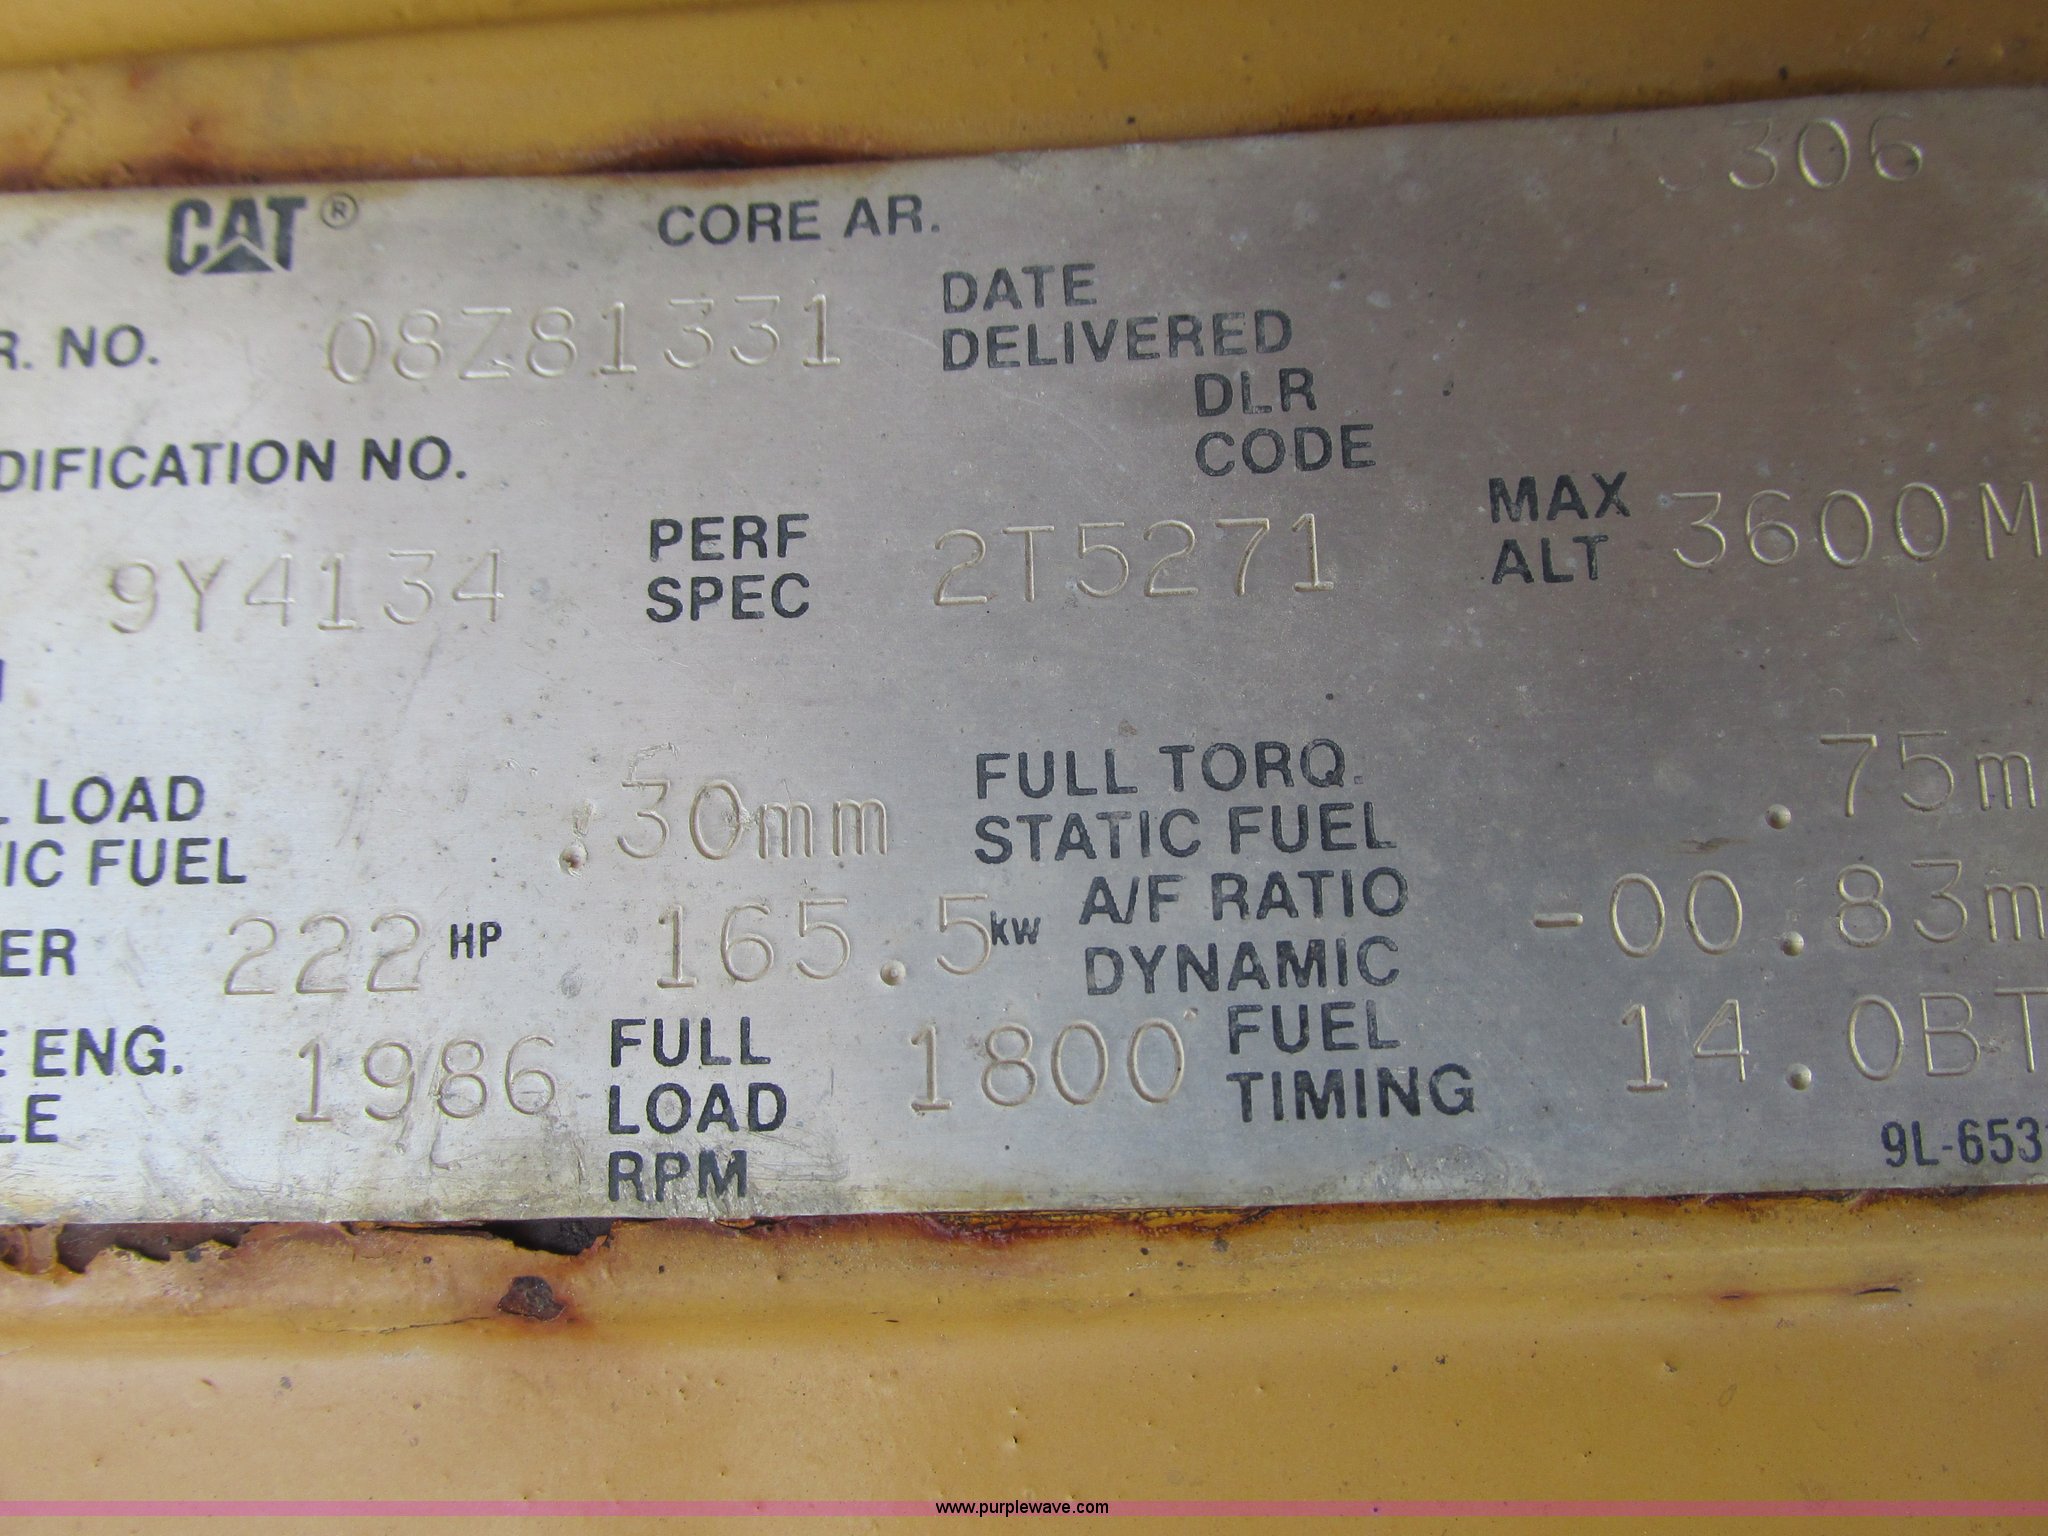 306
CAT® CORE AR.
R. NO. 08Z81331 DATE
DELIVERED
DLR
CODE
DIFICATION NO.
9Y4134 PERF
SPEC 2T5271 MAX
ALT 3600M
LOAD
TIC FUEL .30mm FULL TORQ.
STATIC FUEL .75m
ER 222 HP 165.5 kW A/F RATIO
DYNAMIC -00.83m
E ENG.
LE 1986 FULL
LOAD
RPM 1800 FUEL
TIMING 14.0BT
9L-653
www.purplewave.com